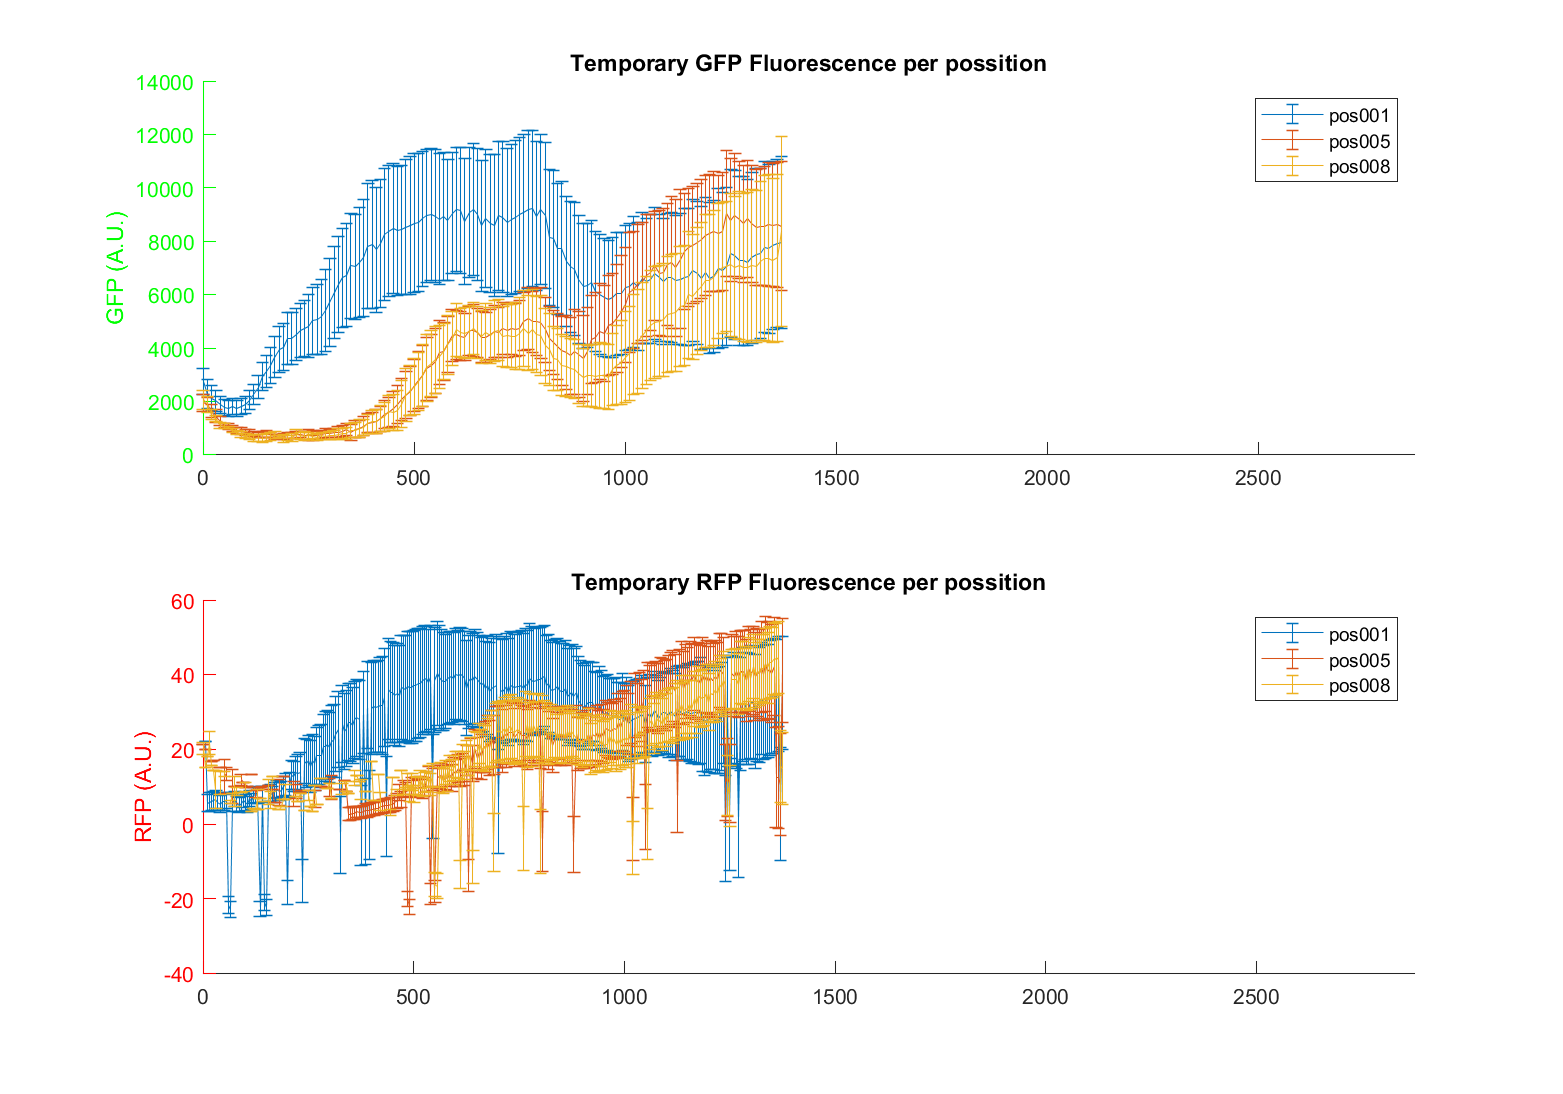 Temporary GFP Fluorescence per possition
14000
12000
10000
8000
6000
4000
2000
0
GFP (A.U.)
pos001
pos005
pos008
0 500 1000 1500 2000 2500
Temporary RFP Fluorescence per possition
60
40
20
0
-20
-40
RFP (A.U.)
pos001
pos005
pos008
0 500 1000 1500 2000 2500